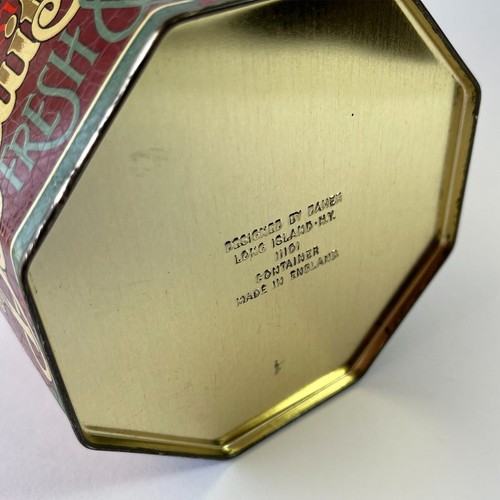 FRESH &
DESIGNED BY DAHER
LONG ISLAND·N.Y.
11101
CONTAINER
MADE IN ENGLAND